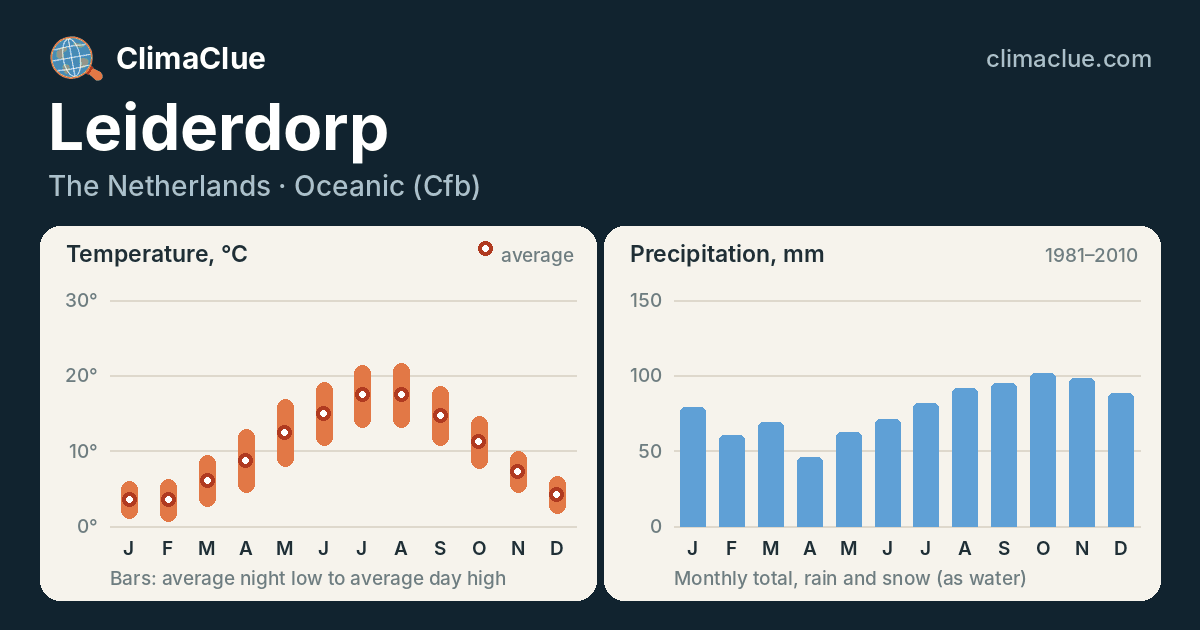 ClimaClue
climaclue.com
Leiderdorp
The Netherlands · Oceanic (Cfb)
Temperature, °C
average
30°
20°
10°
0°
J F M A M J J A S O N D
Bars: average night low to average day high
Precipitation, mm
1981–2010
150
100
50
0
J F M A M J J A S O N D
Monthly total, rain and snow (as water)